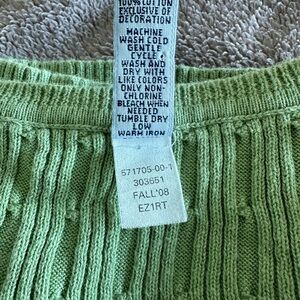 100% COTTON
EXCLUSIVE OF
DECORATION
MACHINE
WASH COLD
GENTLE
CYCLE
WASH AND
DRY WITH
LIKE COLORS
ONLY NON-
CHLORINE
BLEACH WHEN
NEEDED
TUMBLE DRY
LOW
WARM IRON
571705-00-1
303651
FALL'08
EZ1RT